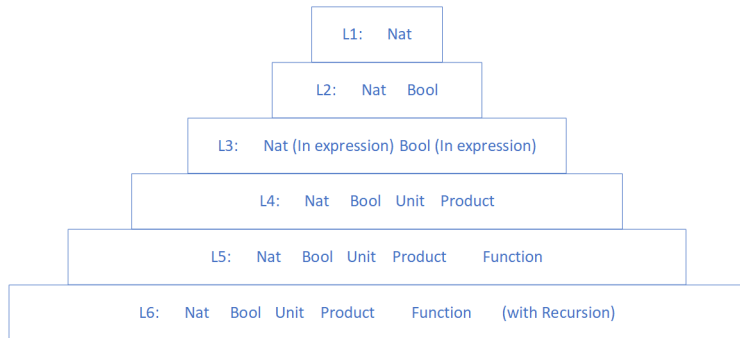 L1: Nat
L2: Nat Bool
L3: Nat (In expression) Bool (In expression)
L4: Nat Bool Unit Product
L5: Nat Bool Unit Product Function
L6: Nat Bool Unit Product Function (with Recursion)